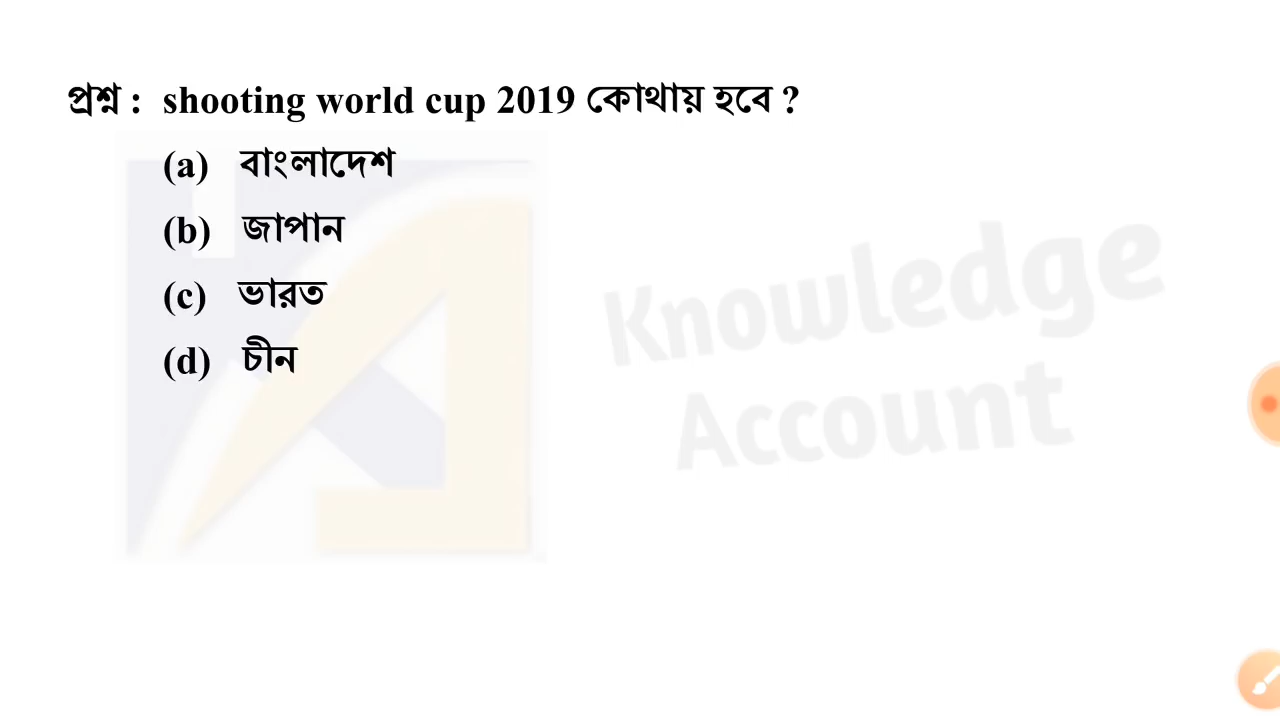 প্রশ্ন : shooting world cup 2019 কোথায় হবে ?
(a) বাংলাদেশ
(b) জাপান
(c) ভারত
(d) চীন
Knowledge
Account